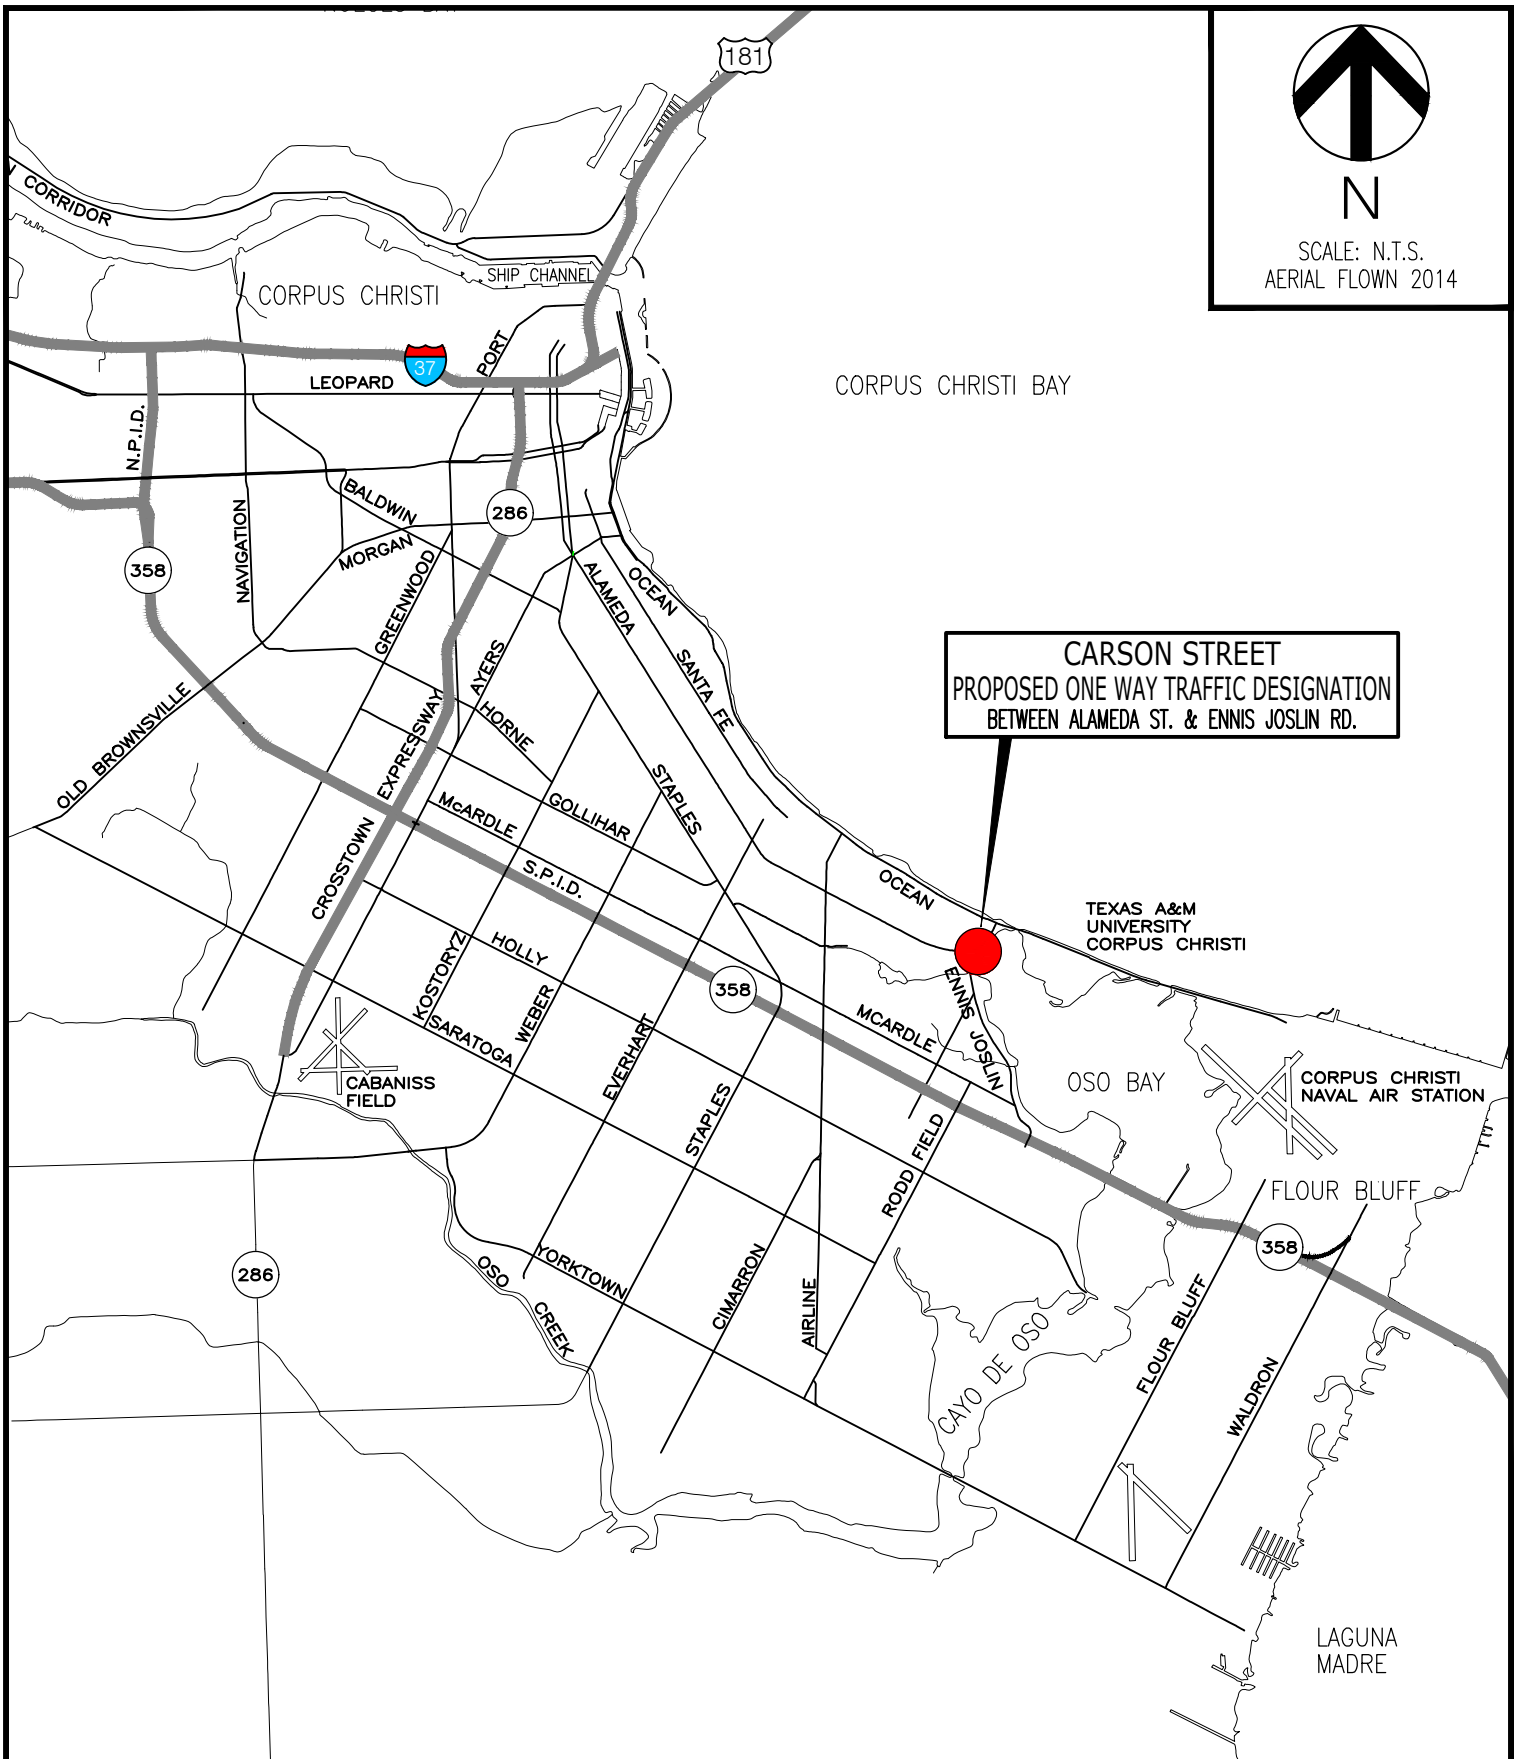 181
N
SCALE: N.T.S.
AERIAL FLOWN 2014
CORRIDOR
SHIP CHANNEL
CORPUS CHRISTI
PORT
37
LEOPARD
CORPUS CHRISTI BAY
N.P.I.D.
BALDWIN
286
NAVIGATION
MORGAN
358
GREENWOOD
ALAMEDA
OCEAN
CARSON STREET
PROPOSED ONE WAY TRAFFIC DESIGNATION
BETWEEN ALAMEDA ST. & ENNIS JOSLIN RD.
AYERS
SANTA FE
OLD BROWNSVILLE
HORNE
EXPRESSWAY
CROSSTOWN
STAPLES
McARDLE
GOLLIHAR
S.P.I.D.
OCEAN
TEXAS A&M
UNIVERSITY
CORPUS CHRISTI
HOLLY
KOSTORYZ
358
ENNIS JOSLIN
WEBER
SARATOGA
EVERHART
MCARDLE
CABANISS
FIELD
OSO BAY
CORPUS CHRISTI
NAVAL AIR STATION
STAPLES
RODD FIELD
FLOUR BLUFF
358
286
OSO
CREEK
YORKTOWN
CIMARRON
AIRLINE
CAYO DE OSO
FLOUR BLUFF
WALDRON
LAGUNA
MADRE